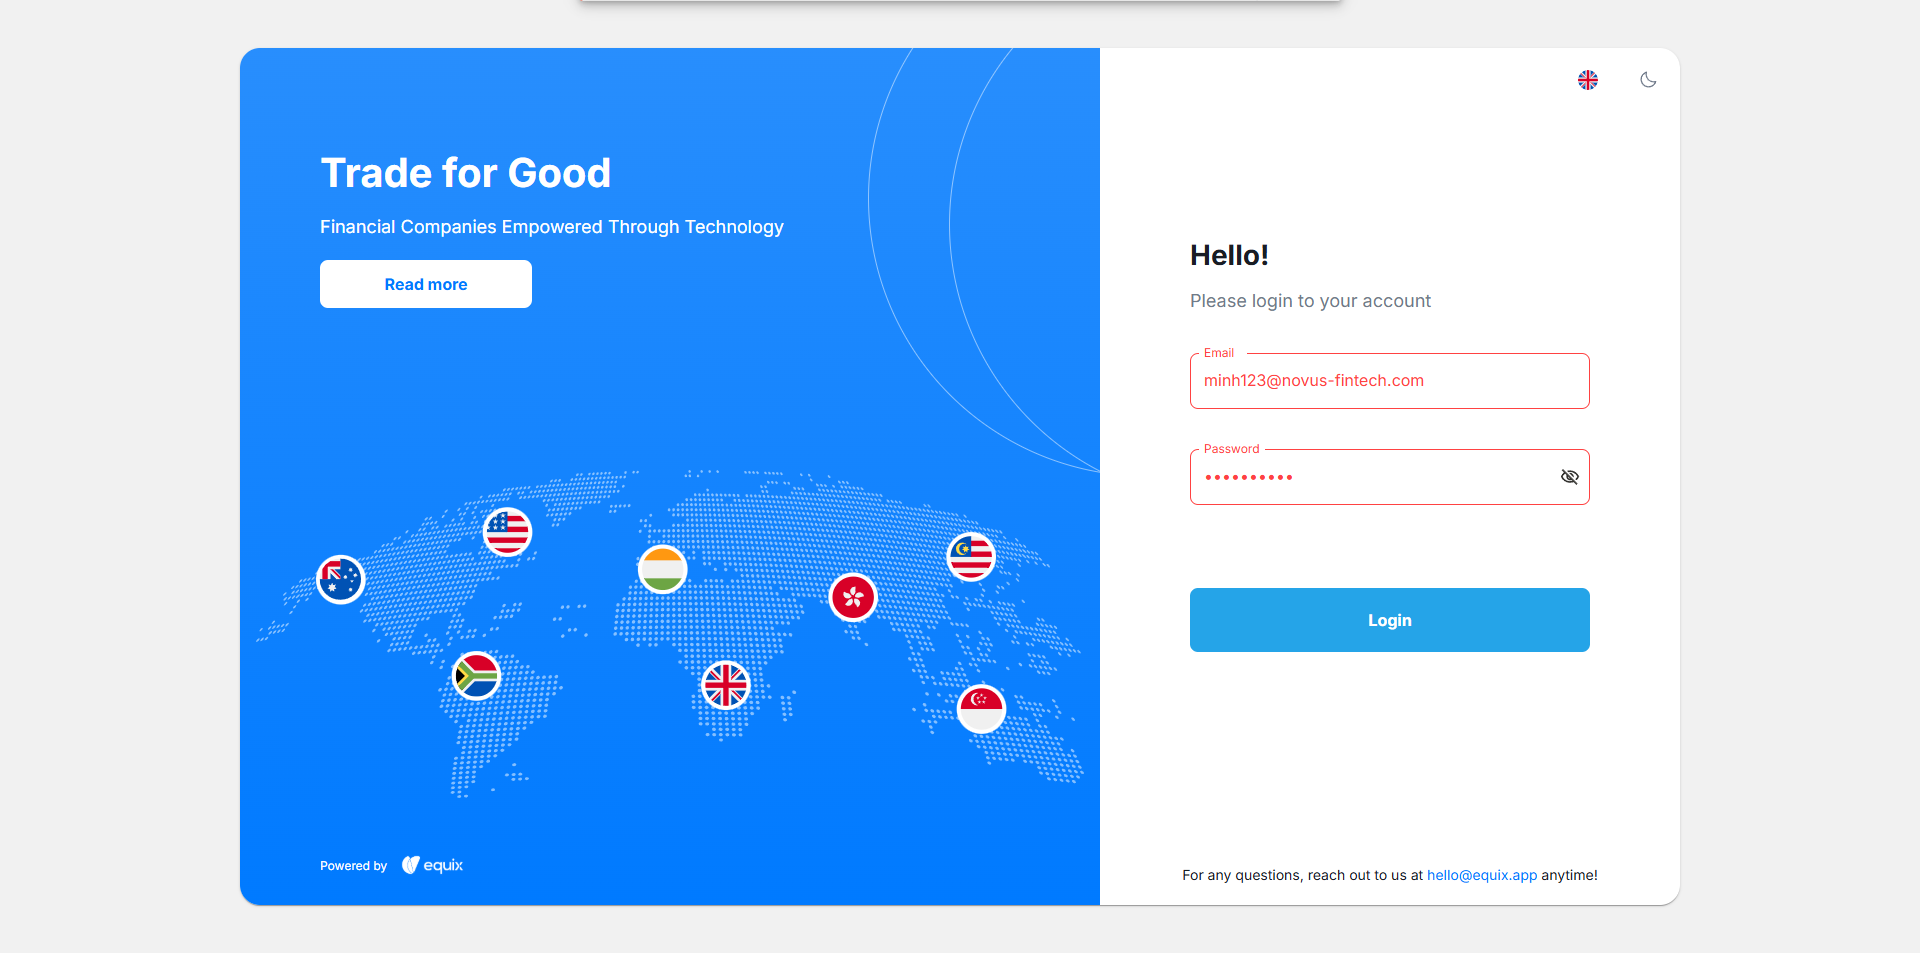 Trade for Good
Financial Companies Empowered Through Technology
Read more
Powered by equix
Hello!
Please login to your account
Email
minh123@novus-fintech.com
Password
Login
For any questions, reach out to us at hello@equix.app anytime!